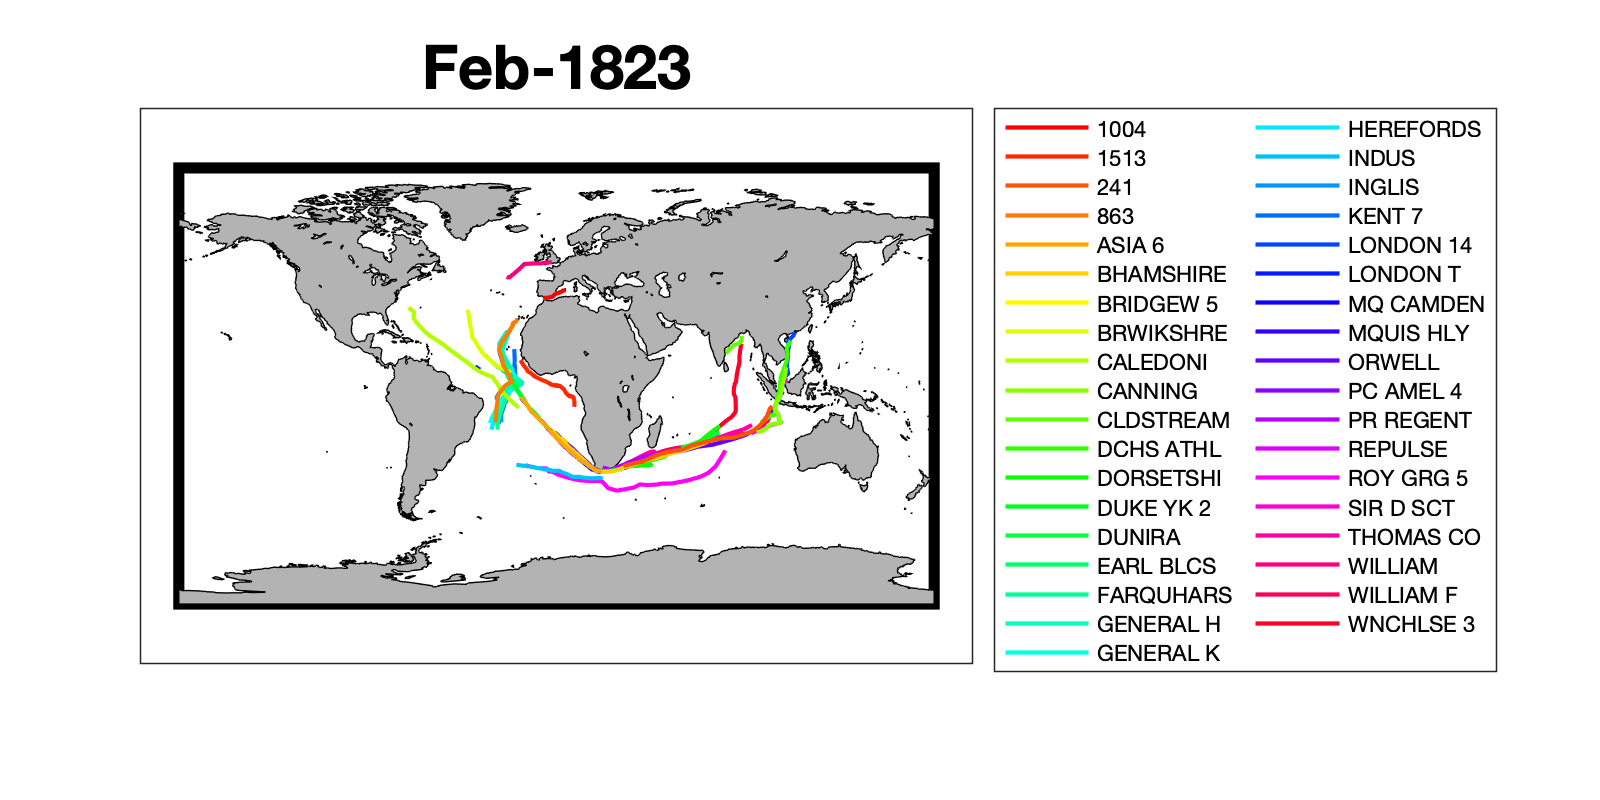 Feb-1823
1004
1513
241
863
ASIA 6
BHAMSHIRE
BRIDGEW 5
BRWIKSHRE
CALEDONI
CANNING
CLDSTREAM
DCHS ATHL
DORSETSHI
DUKE YK 2
DUNIRA
EARL BLCS
FARQUHARS
GENERAL H
GENERAL K
HEREFORDS
INDUS
INGLIS
KENT 7
LONDON 14
LONDON T
MQ CAMDEN
MQUIS HLY
ORWELL
PC AMEL 4
PR REGENT
REPULSE
ROY GRG 5
SIR D SCT
THOMAS CO
WILLIAM
WILLIAM F
WNCHLSE 3